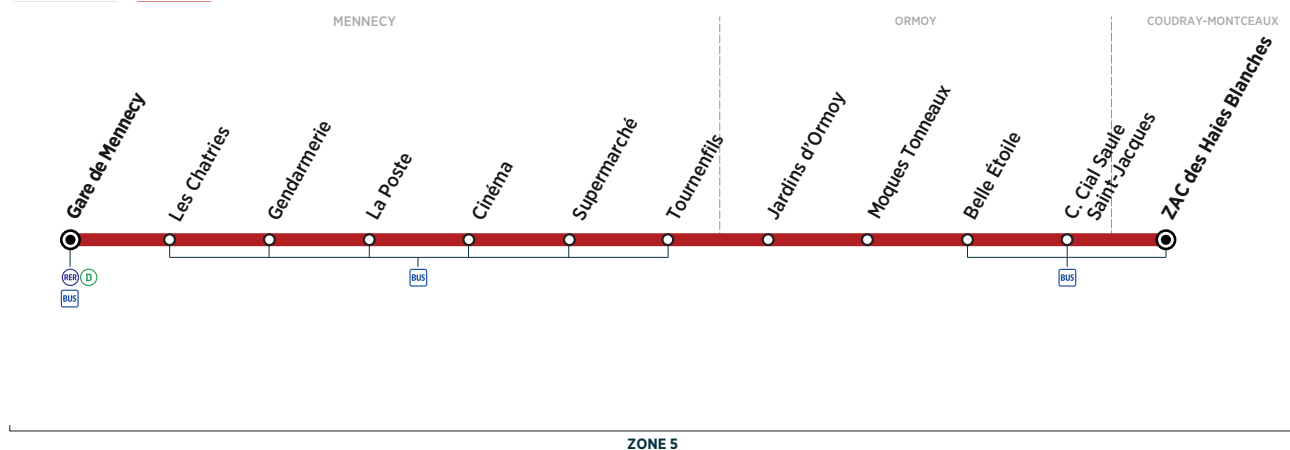 MENNECY
ORMOY
COUDRAY-MONTCEAUX
Gare de Mennecy
Les Chatries
Gendarmerie
La Poste
Cinéma
Supermarché
Tournenfils
Jardins d'Ormoy
Moques Tonneaux
Belle Étoile
C. Cial Saule
Saint-Jacques
ZAC des Haies Blanches
RER D
BUS
BUS
BUS
ZONE 5